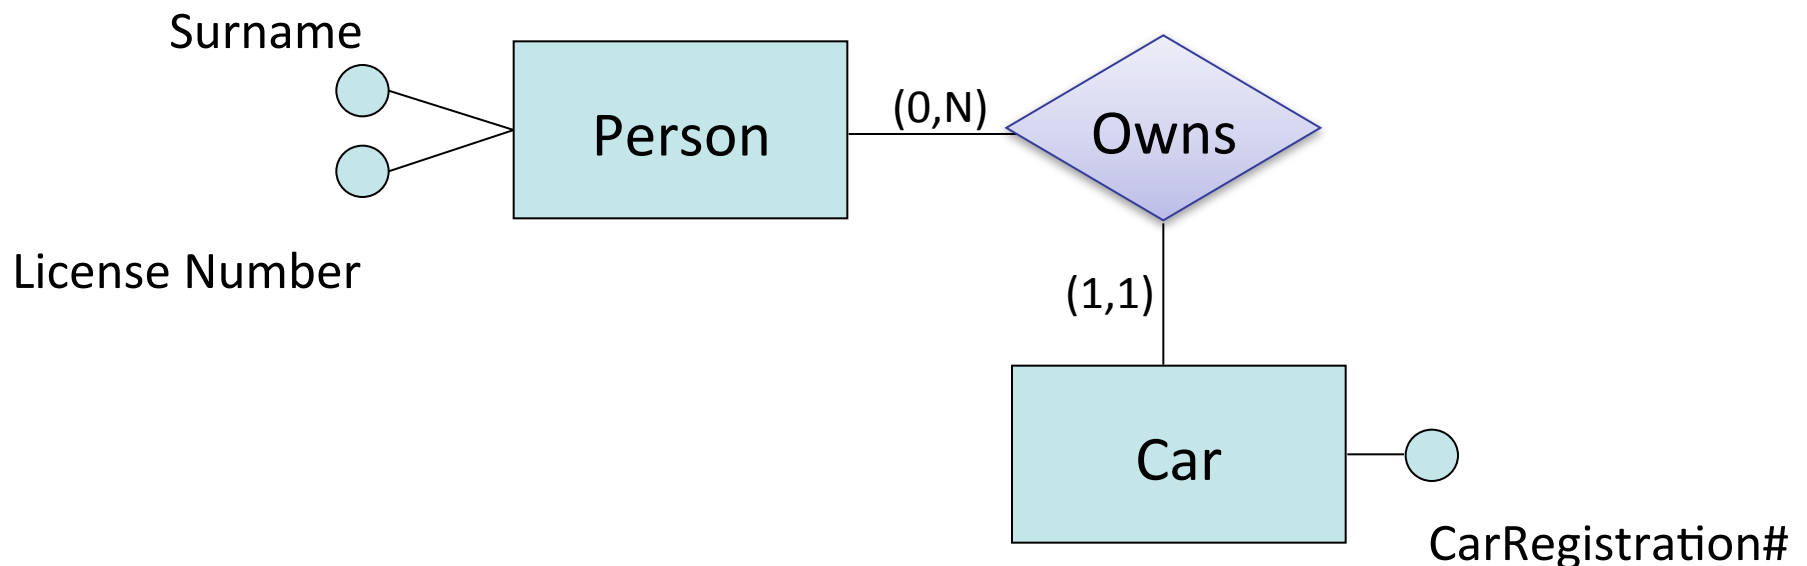 Surname
Person
(0,N)
Owns
License Number
(1,1)
Car
CarRegistration#